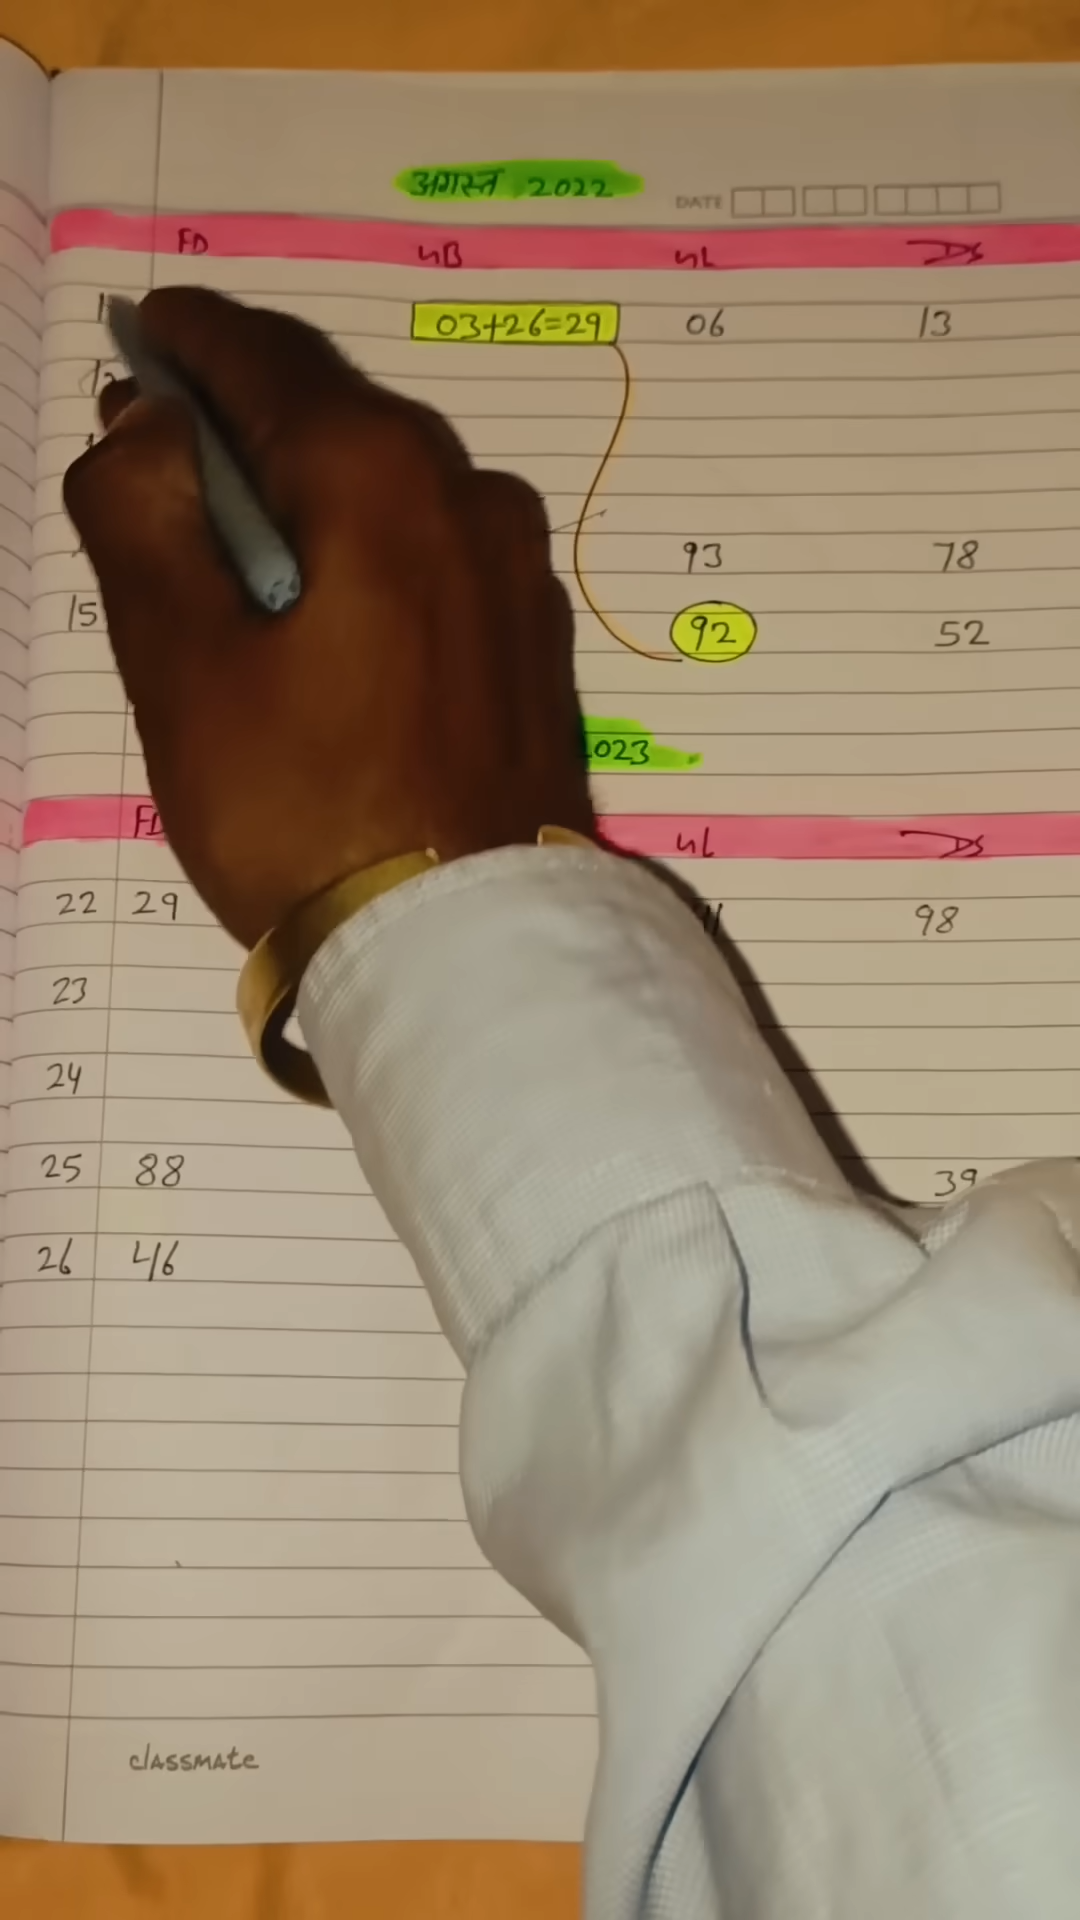 अगस्त 2022
DATE
FD GB GL DS
03+26=29 06 13
93 78
15 92 52
2023
FD GL DS
22 29 98
23
24
25 88 39
26 46
classmate